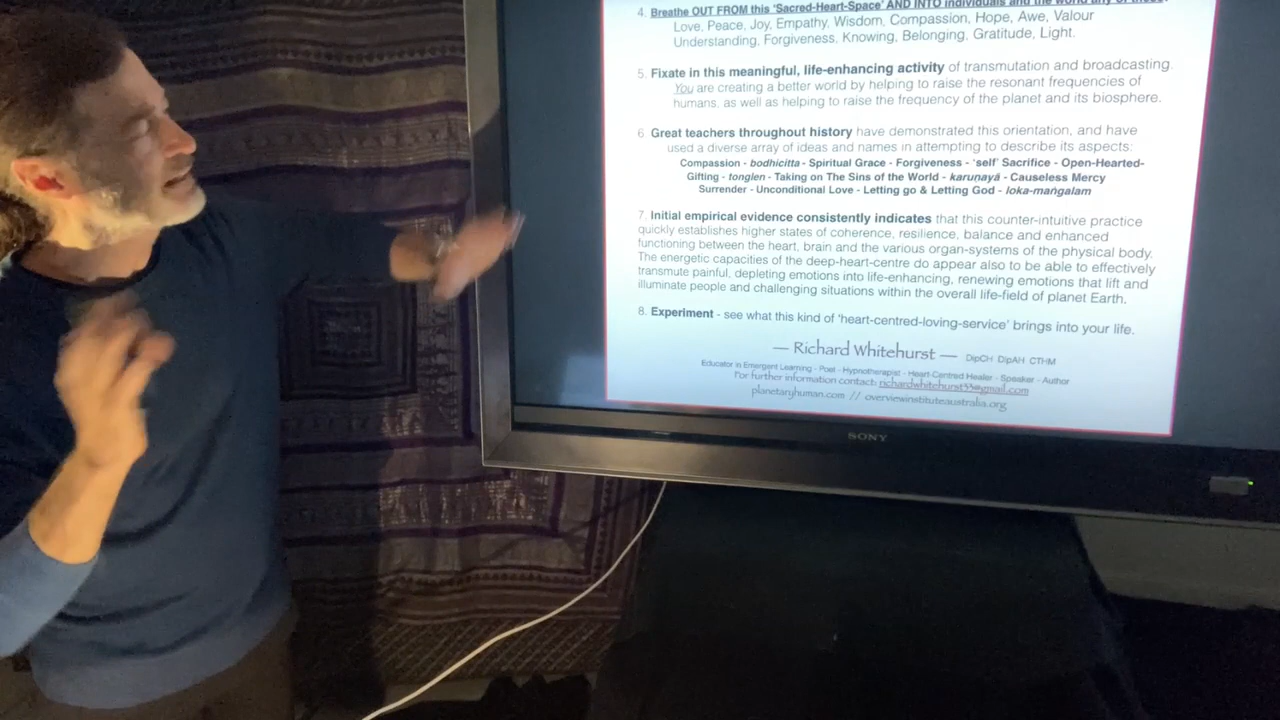 4. Breathe OUT FROM this 'Sacred-Heart-Space' AND INTO individuals and the world any of these:
Love, Peace, Joy, Empathy, Wisdom, Compassion, Hope, Awe, Valour
Understanding, Forgiveness, Knowing, Belonging, Gratitude, Light.
5. Fixate in this meaningful, life-enhancing activity of transmutation and broadcasting.
You are creating a better world by helping to raise the resonant frequencies of
humans, as well as helping to raise the frequency of the planet and its biosphere.
6 Great teachers throughout history have demonstrated this orientation, and have
used a diverse array of ideas and names in attempting to describe its aspects:
Compassion - bodhicitta - Spiritual Grace - Forgiveness - 'self' Sacrifice - Open-Hearted-
Gifting - tonglen - Taking on The Sins of the World - karuṇayā - Causeless Mercy
Surrender - Unconditional Love - Letting go & Letting God - loka-maṅgalam
7. Initial empirical evidence consistently indicates that this counter-intuitive practice
quickly establishes higher states of coherence, resilience, balance and enhanced
functioning between the heart, brain and the various organ-systems of the physical body.
The energetic capacities of the deep-heart-centre do appear also to be able to effectively
transmute painful, depleting emotions into life-enhancing, renewing emotions that lift and
illuminate people and challenging situations within the overall life-field of planet Earth.
8. Experiment - see what this kind of 'heart-centred-loving-service' brings into your life.
— Richard Whitehurst — DipCH DipAH CTHM
Educator in Emergent Learning - Poet - Hypnotherapist - Heart-Centred Healer - Speaker - Author
For further information contact: richardwhitehurst55@gmail.com
planetaryhuman.com // overviewinstituteaustralia.org
SONY